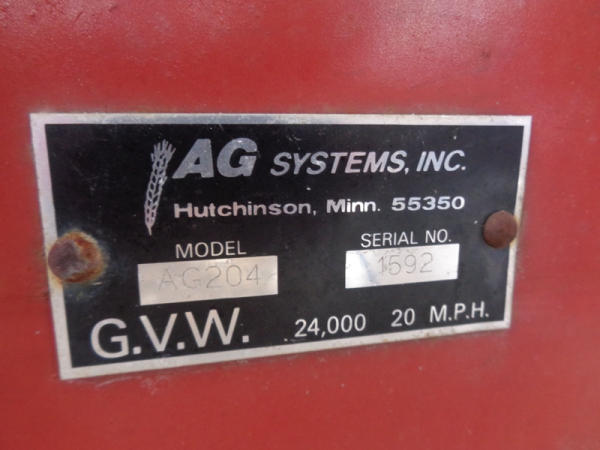 AG SYSTEMS, INC.
Hutchinson, Minn. 55350
MODEL SERIAL NO.
AG204 1592
G.V.W. 24,000 20 M.P.H.